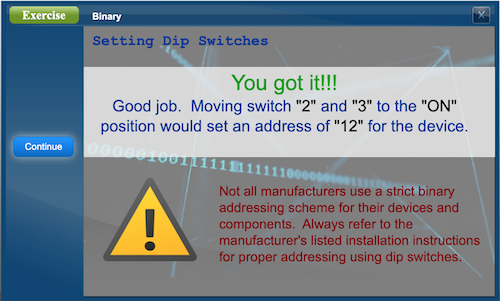 Exercise
Binary
X
Setting Dip Switches
You got it!!!
Good job. Moving switch "2" and "3" to the "ON"
position would set an address of "12" for the device.
Continue
Not all manufacturers use a strict binary
addressing scheme for their devices and
components. Always refer to the
manufacturer's listed installation instructions
for proper addressing using dip switches.